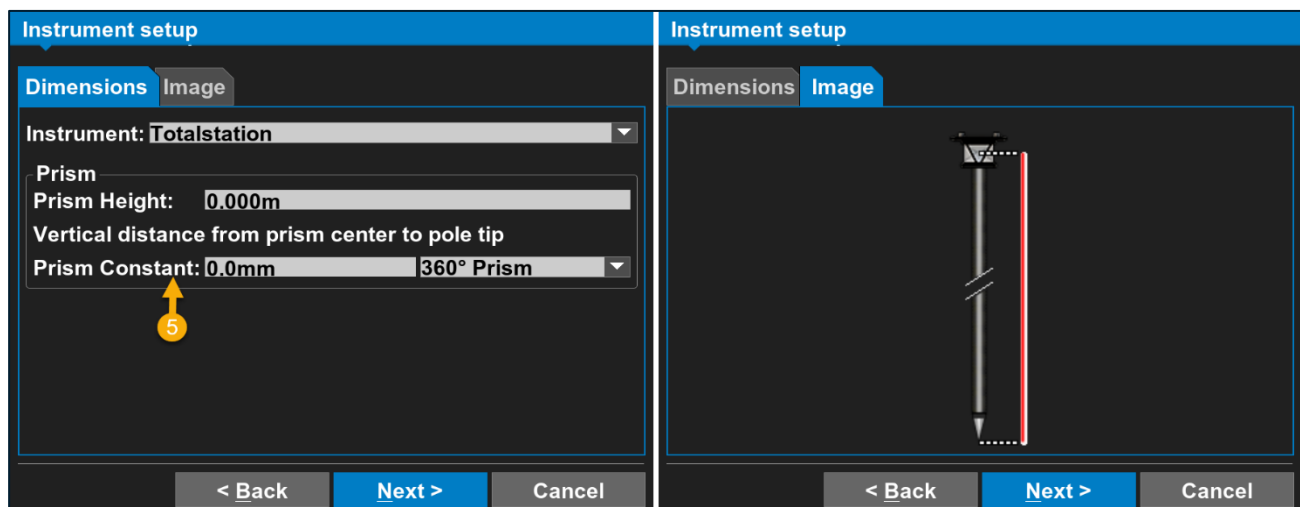 Instrument setup
Dimensions Image
Instrument: Totalstation
Prism
Prism Height: 0.000m
Vertical distance from prism center to pole tip
Prism Constant: 0.0mm 360° Prism
5
< Back Next > Cancel
Instrument setup
Dimensions Image
< Back Next > Cancel